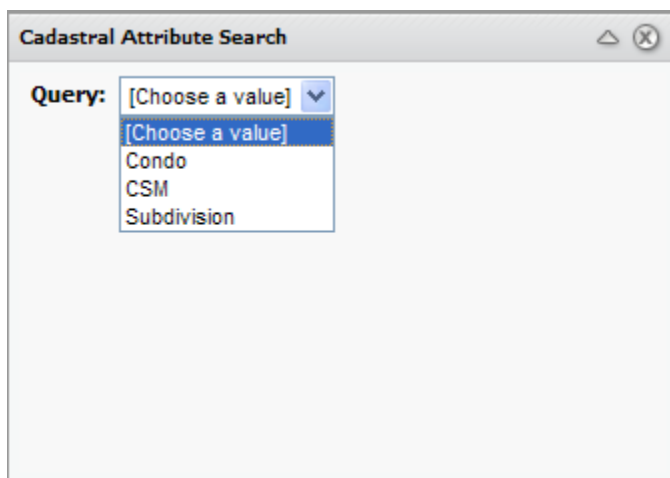 Cadastral Attribute Search
Query: [Choose a value]
[Choose a value]
Condo
CSM
Subdivision